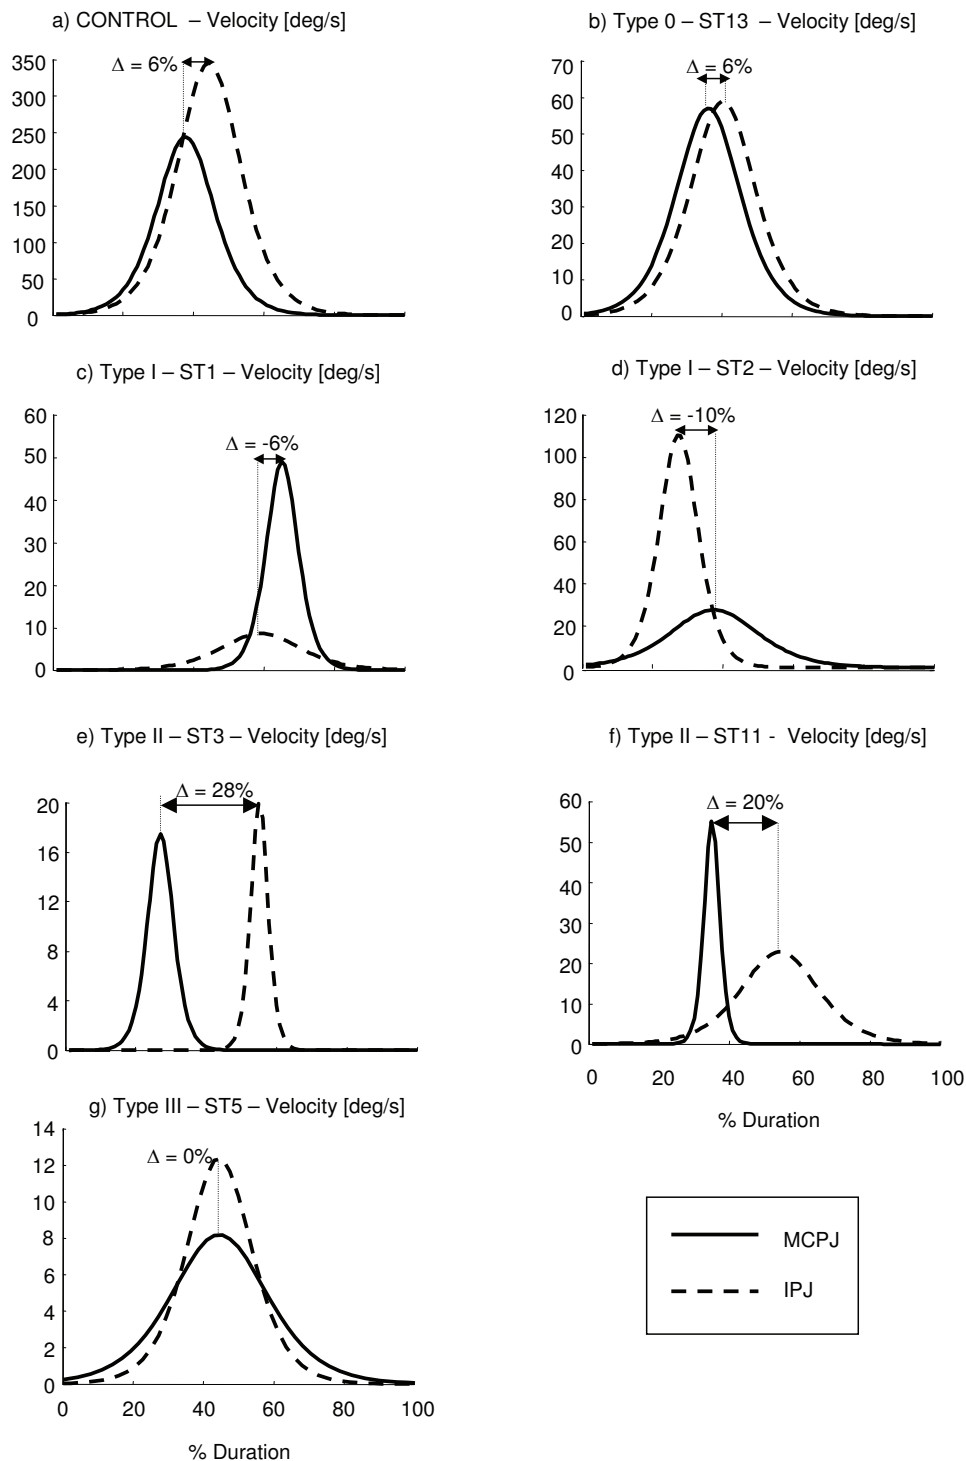 a) CONTROL – Velocity [deg/s]
Δ = 6%
350
300
250
200
150
100
50
0
b) Type 0 – ST13 – Velocity [deg/s]
Δ = 6%
70
60
50
40
30
20
10
0
c) Type I – ST1 – Velocity [deg/s]
Δ = -6%
60
50
40
30
20
10
0
d) Type I – ST2 – Velocity [deg/s]
Δ = -10%
120
100
80
60
40
20
0
e) Type II – ST3 – Velocity [deg/s]
Δ = 28%
20
16
12
8
4
0
f) Type II – ST11 - Velocity [deg/s]
Δ = 20%
60
50
40
30
20
10
0
0 20 40 60 80 100
% Duration
g) Type III – ST5 – Velocity [deg/s]
Δ = 0%
14
12
10
8
6
4
2
0
0 20 40 60 80 100
% Duration
MCPJ
IPJ